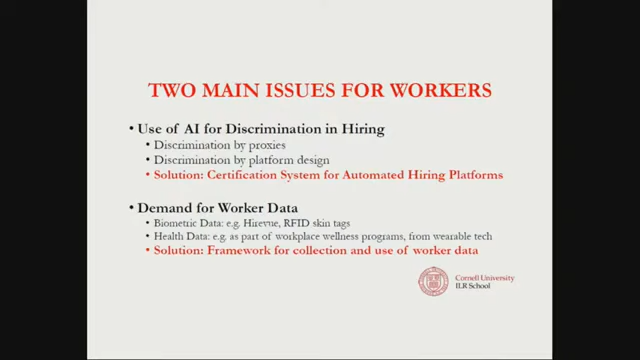 TWO MAIN ISSUES FOR WORKERS
• Use of AI for Discrimination in Hiring
• Discrimination by proxies
• Discrimination by platform design
• Solution: Certification System for Automated Hiring Platforms
• Demand for Worker Data
• Biometric Data: e.g. Hirevue, RFID skin tags
• Health Data: e.g. as part of workplace wellness programs, from wearable tech
• Solution: Framework for collection and use of worker data
Cornell University
ILR School